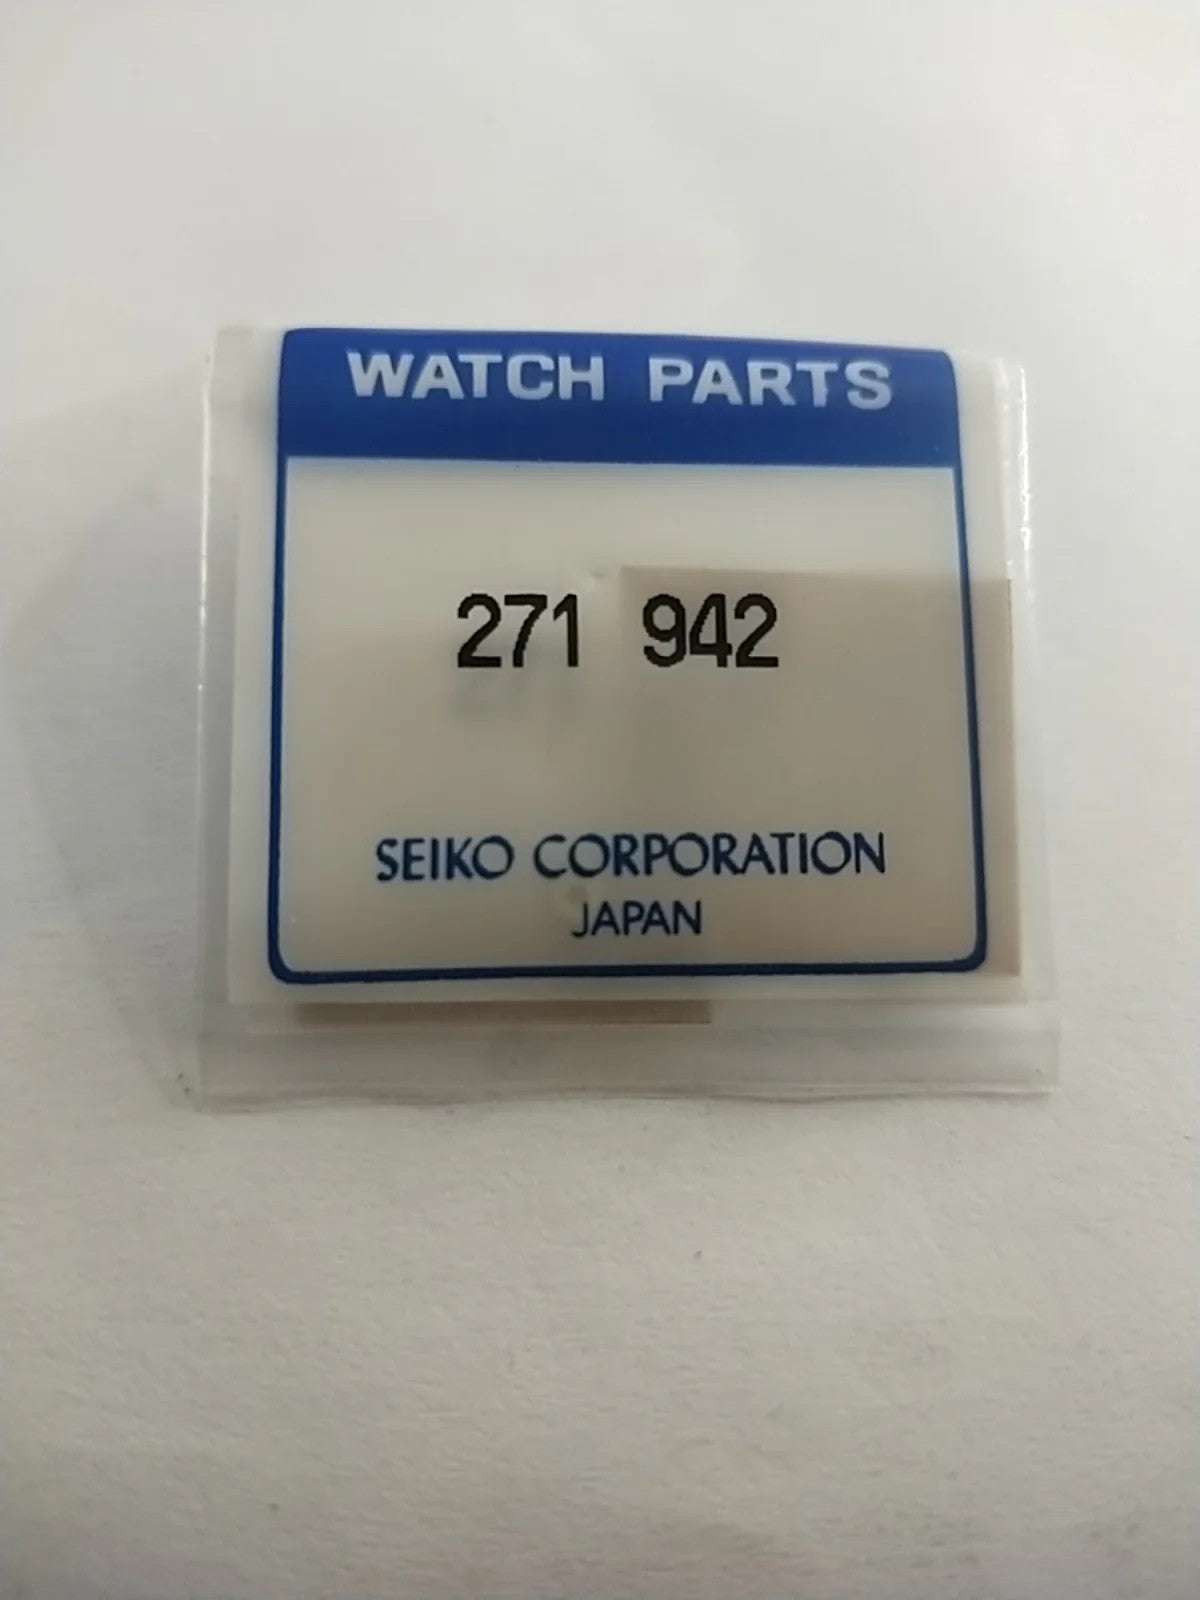 WATCH PARTS
271 942
SEIKO CORPORATION
JAPAN